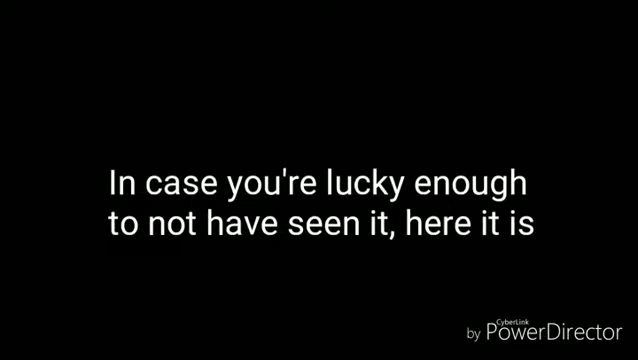 In case you're lucky enough
to not have seen it, here it is
CyberLink
by PowerDirector